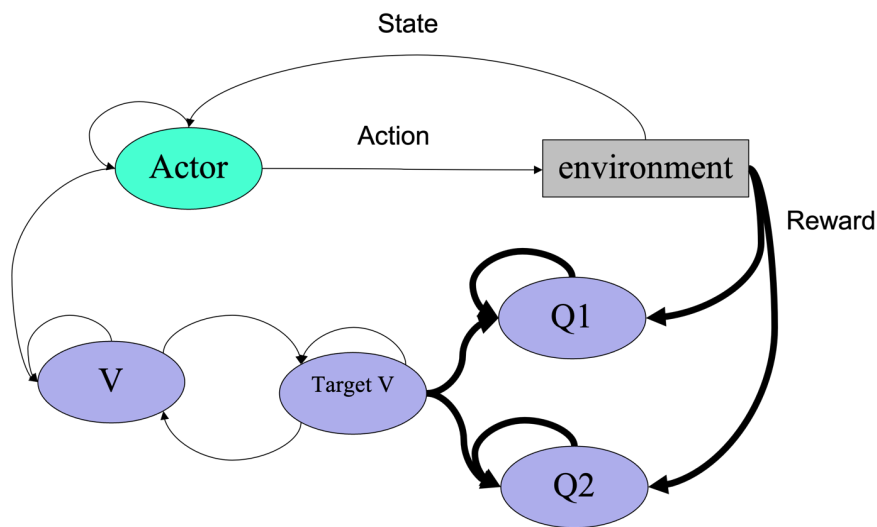 State
Action
Actor
environment
Reward
Q1
V
Target V
Q2